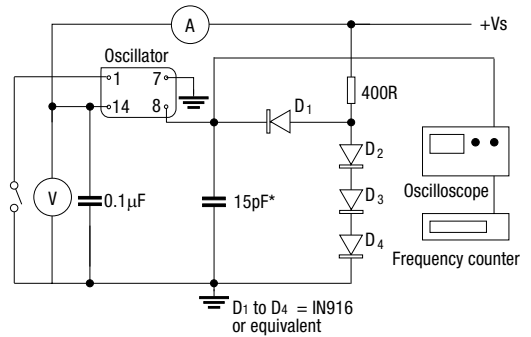 A
+Vs
Oscillator
1 7
14 8
400R
D1
D2
D3
D4
V
0.1µF
15pF*
Oscilloscope
Frequency counter
D1 to D4 = IN916
or equivalent